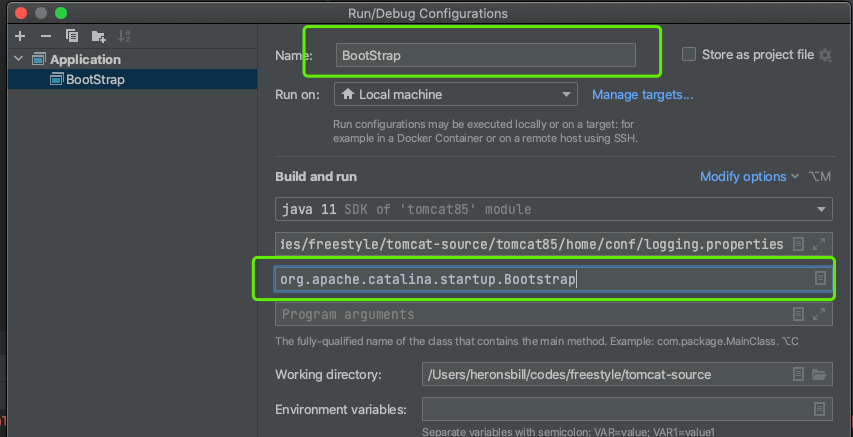 Run/Debug Configurations
Application
BootStrap
Name: BootStrap
Store as project file
Run on: Local machine
Manage targets...
Run configurations may be executed locally or on a target: for
example in a Docker Container or on a remote host using SSH.
Build and run
Modify options ⌥M
java 11 SDK of 'tomcat85' module
des/freestyle/tomcat-source/tomcat85/home/conf/logging.properties
org.apache.catalina.startup.Bootstrap
Program arguments
The fully-qualified name of the class that contains the main method. Example: com.package.MainClass. ⌥C
Working directory: /Users/heronsbill/codes/freestyle/tomcat-source
Environment variables:
Separate variables with semicolon: VAR=value; VAR1=value1